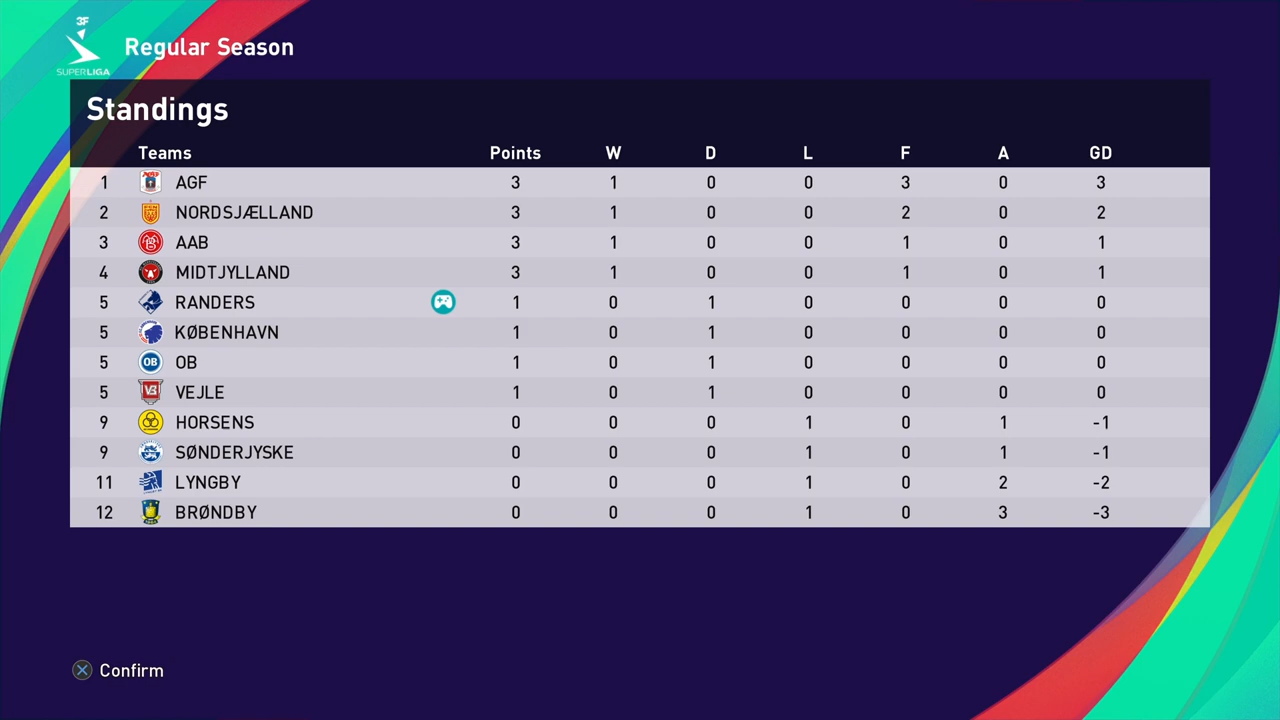 3F
SUPERLIGA
Regular Season
Standings
Teams Points W D L F A GD
1 AGF 3 1 0 0 3 0 3
2 NORDSJÆLLAND 3 1 0 0 2 0 2
3 AAB 3 1 0 0 1 0 1
4 MIDTJYLLAND 3 1 0 0 1 0 1
5 RANDERS 1 0 1 0 0 0 0
5 KØBENHAVN 1 0 1 0 0 0 0
5 OB OB 1 0 1 0 0 0 0
5 VB VEJLE 1 0 1 0 0 0 0
9 HORSENS 0 0 0 1 0 1 -1
9 SØNDERJYSKE 0 0 0 1 0 1 -1
11 LYNGBY 0 0 0 1 0 2 -2
12 BRØNDBY 0 0 0 1 0 3 -3
Confirm